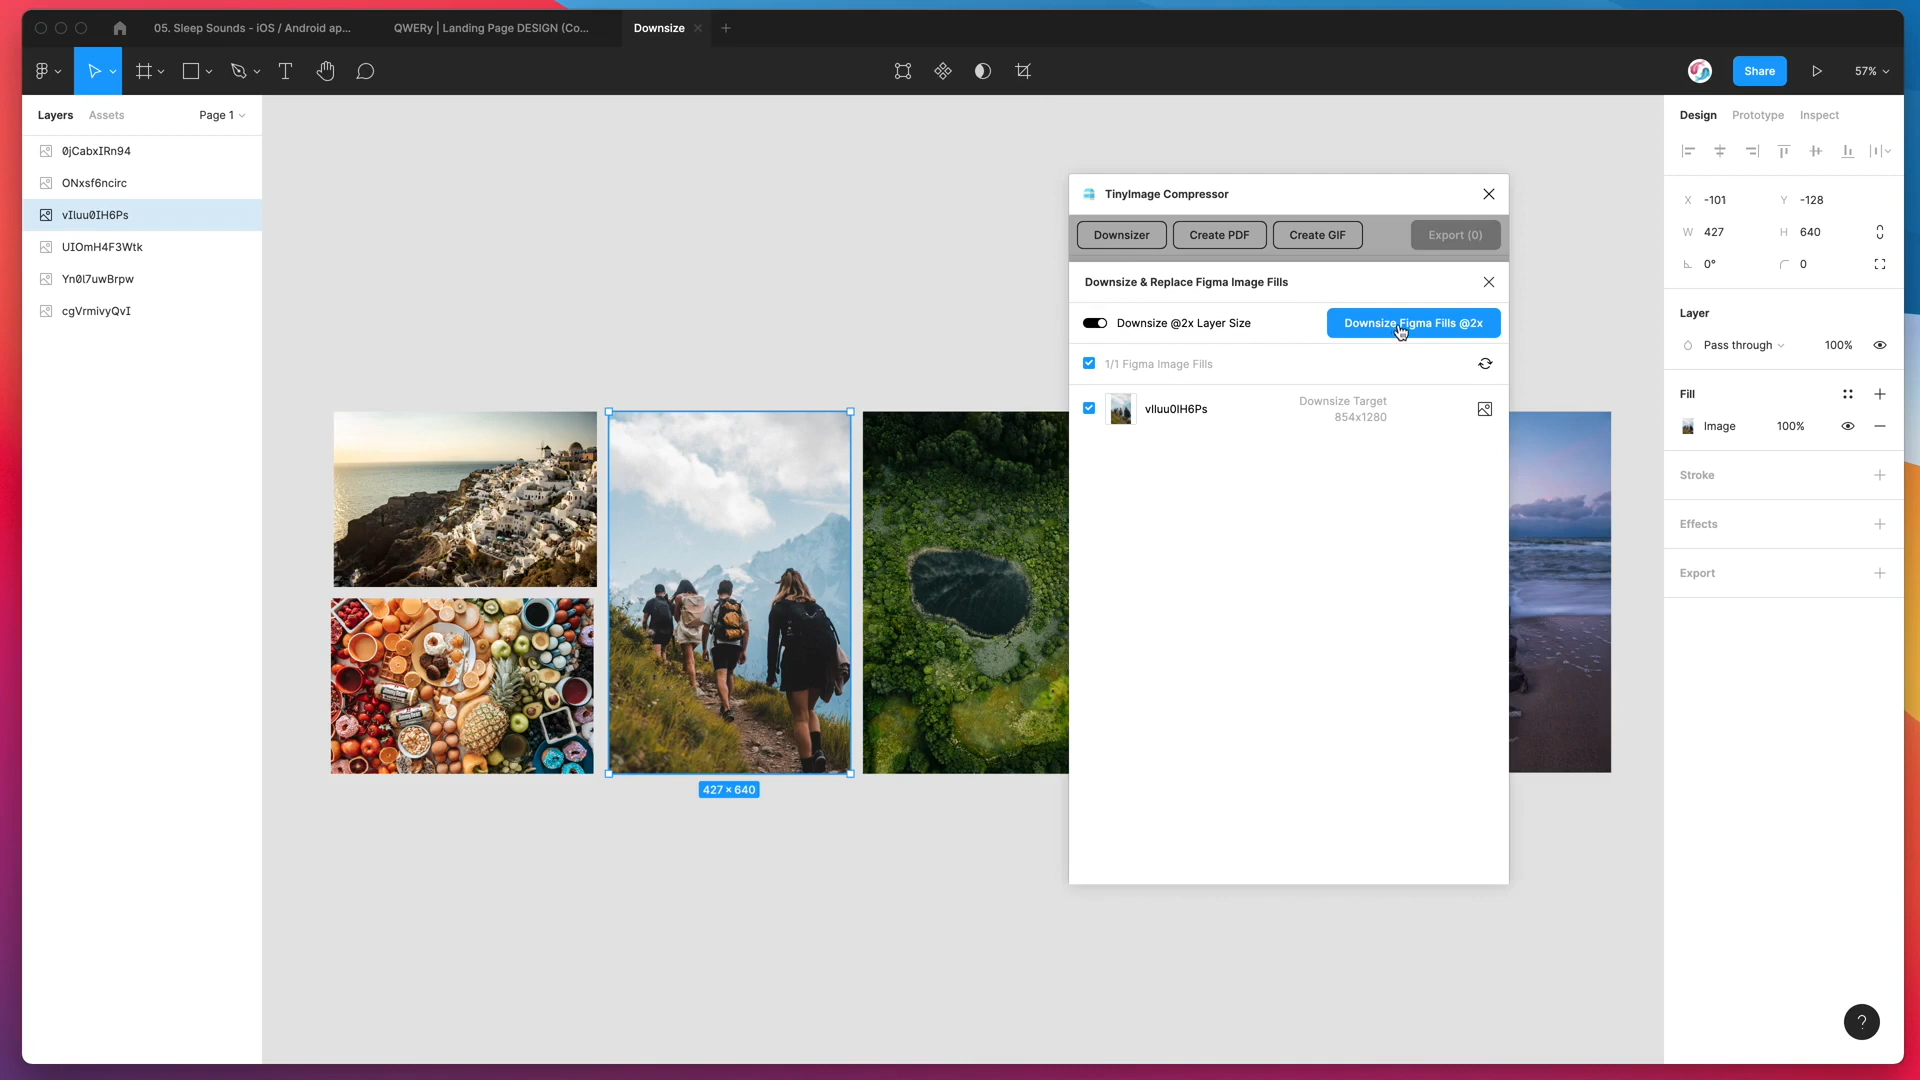 05. Sleep Sounds - iOS / Android ap...
QWERy | Landing Page DESIGN (Co...
Downsize
Share
57%
Layers
Assets
Page 1
0jCabxIRn94
ONxsf6ncirc
vIluu0IH6Ps
UIOmH4F3Wtk
Yn0l7uwBrpw
cgVrmivyQvI
427 × 640
TinyImage Compressor
Downsizer
Create PDF
Create GIF
Export (0)
Downsize & Replace Figma Image Fills
Downsize @2x Layer Size
Downsize Figma Fills @2x
1/1 Figma Image Fills
vIluu0IH6Ps
Downsize Target
854x1280
Design
Prototype
Inspect
X -101
Y -128
W 427
H 640
0°
0
Layer
Pass through
100%
Fill
Image
100%
Stroke
Effects
Export
?